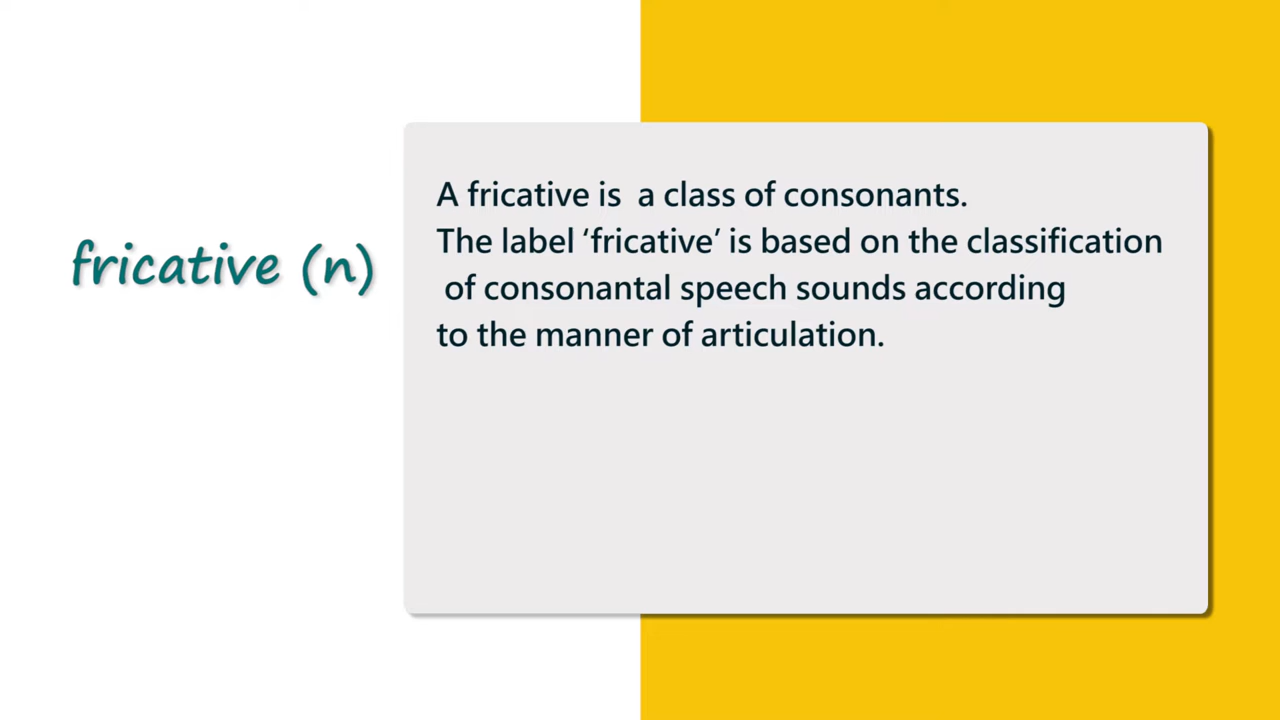 fricative (n)
A fricative is  a class of consonants.
The label ‘fricative’ is based on the classification
of consonantal speech sounds according
to the manner of articulation.